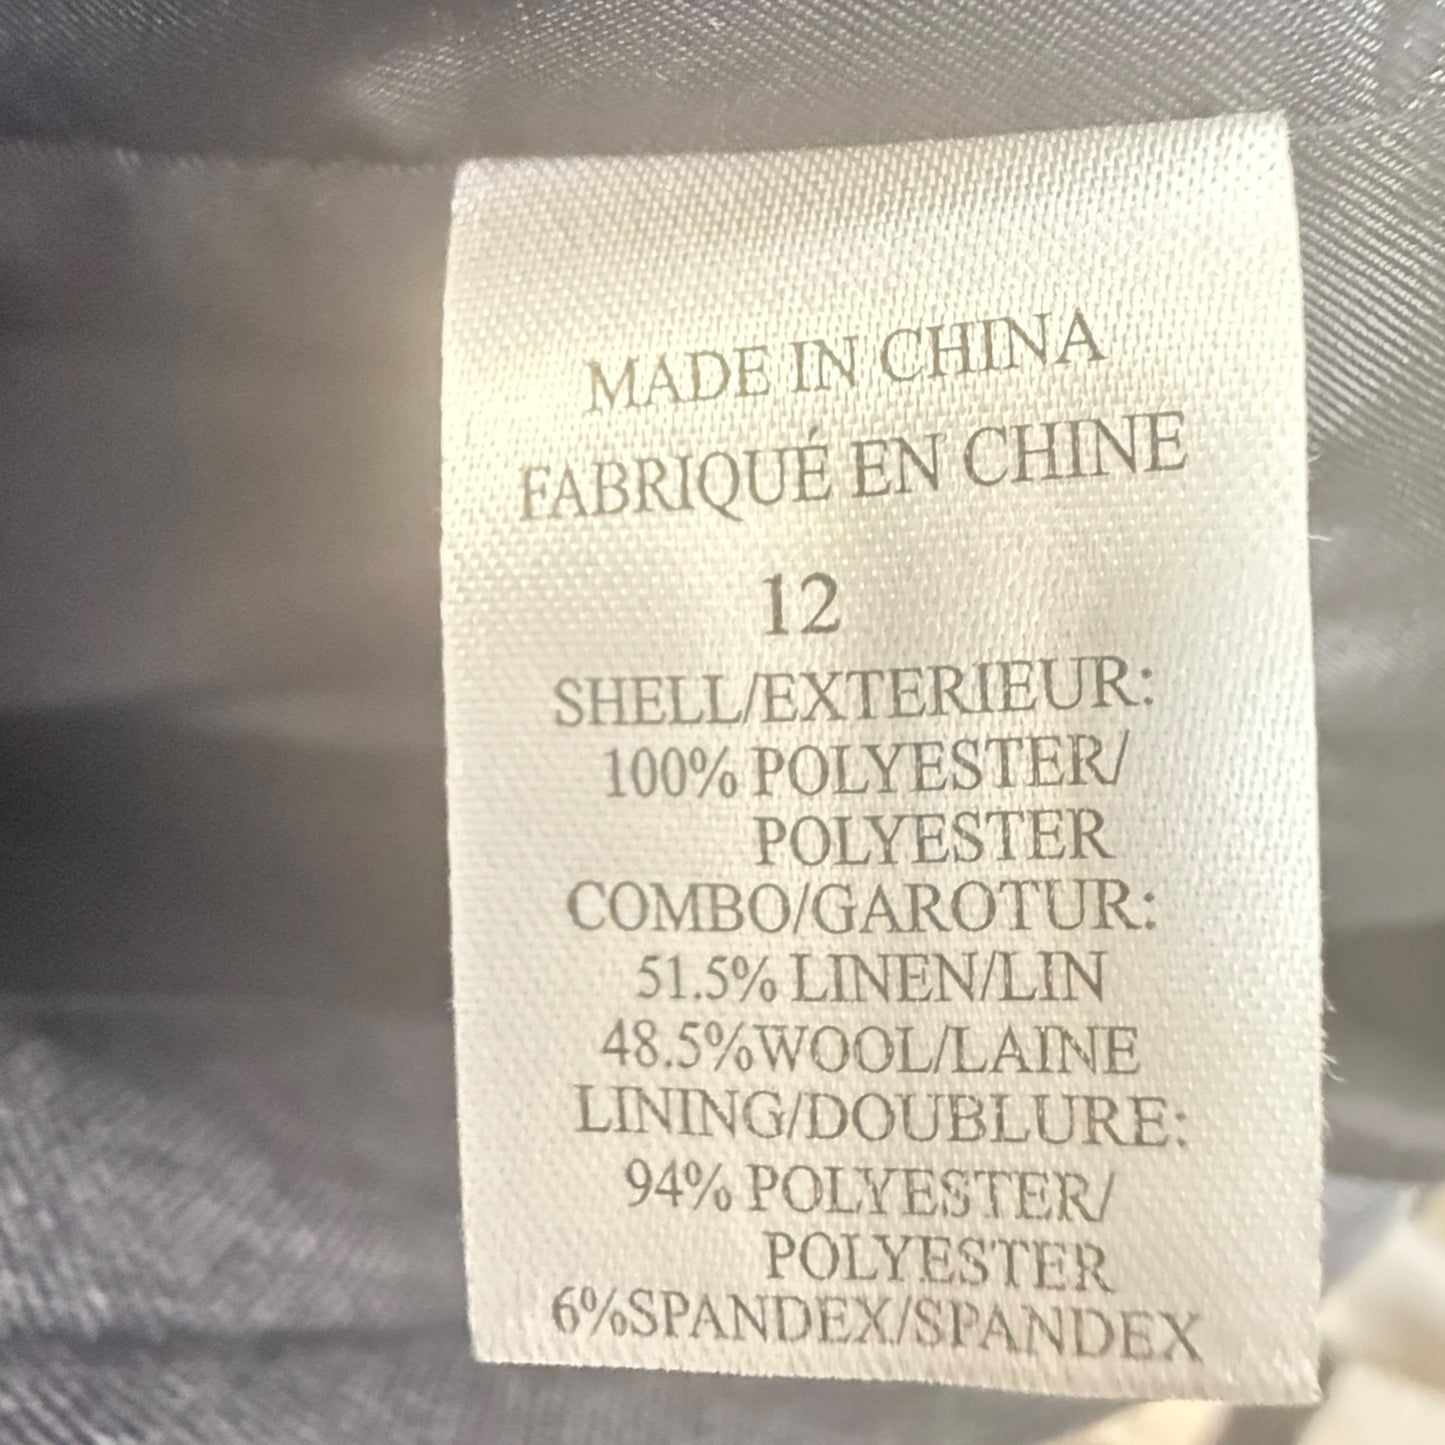 MADE IN CHINA
FABRIQUÉ EN CHINE
12
SHELL/EXTERIEUR:
100% POLYESTER/
POLYESTER
COMBO/GAROTUR:
51.5% LINEN/LIN
48.5%WOOL/LAINE
LINING/DOUBLURE:
94% POLYESTER/
POLYESTER
6%SPANDEX/SPANDEX